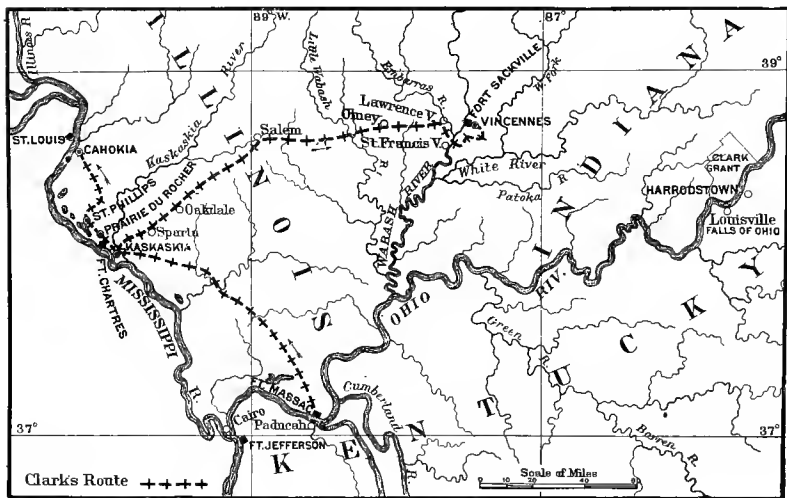 89° W.
87°
39°
37°
37°
Illinois R
ILLINOIS
INDIANA
KENTUCKY
Kaskaskia River
Little Wabash
Embarras R.
FORT SACKVILLE
W. Fork
Lawrence V.
VINCENNES
Olney
St. Francis V.
Salem
ST. LOUIS
CAHOKIA
White River
Patoka R
WABASH RIVER
CLARK
GRANT
HARRODSTOWN
Louisville
FALLS OF OHIO
ST. PHILLIPS
PRAIRIE DU ROCHER
Oakdale
Sparta
KASKASKIA
FT. CHARTRES
MISSISSIPPI R.
OHIO RIV.
Green R.
Barren R.
FT. MASSAC
Cumberland R.
Cairo
Paducah
FT. JEFFERSON
Clark's Route
Scale of Miles
0 20 40 60